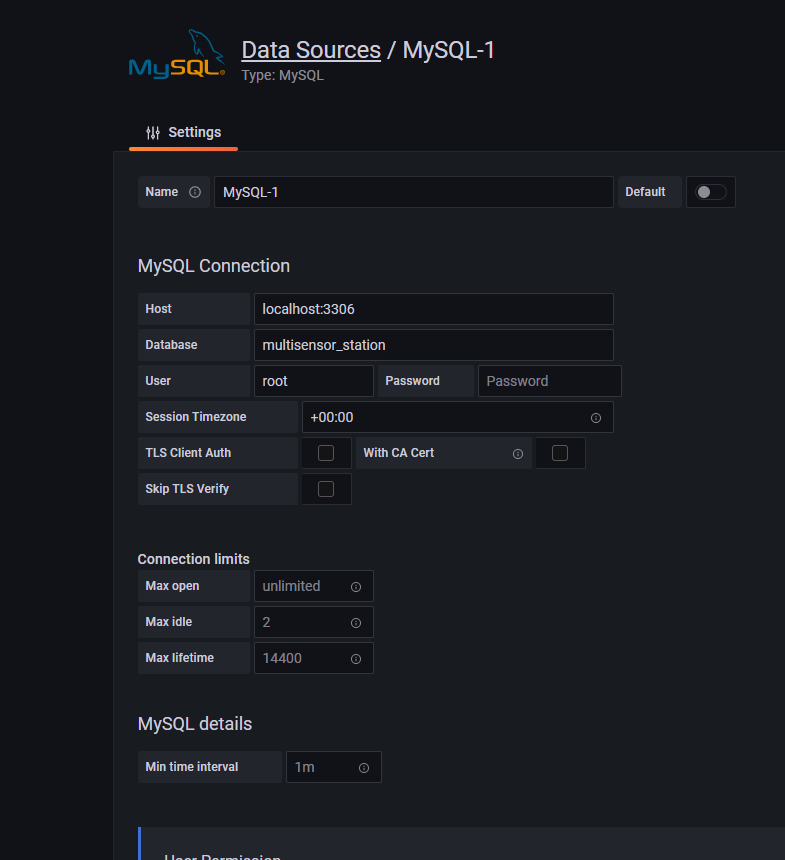 MySQL®
Data Sources / MySQL-1
Type: MySQL
Settings
Name MySQL-1 Default
MySQL Connection
Host localhost:3306
Database multisensor_station
User root Password Password
Session Timezone +00:00
TLS Client Auth With CA Cert
Skip TLS Verify
Connection limits
Max open unlimited
Max idle 2
Max lifetime 14400
MySQL details
Min time interval 1m
User Permission